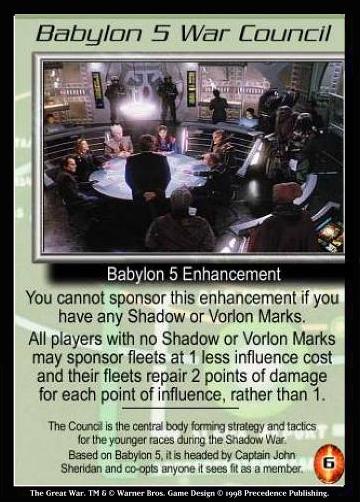 Babylon 5 War Council
Babylon 5 Enhancement
You cannot sponsor this enhancement if you
have any Shadow or Vorlon Marks.
All players with no Shadow or Vorlon Marks
may sponsor fleets at 1 less influence cost
and their fleets repair 2 points of damage
for each point of influence, rather than 1.
The Council is the central body forming strategy and tactics
for the younger races during the Shadow War.
Based on Babylon 5, it is headed by Captain John
Sheridan and co-opts anyone it sees fit as a member.
6
The Great War. TM & © Warner Bros. Game Design © 1998 Precedence Publishing.